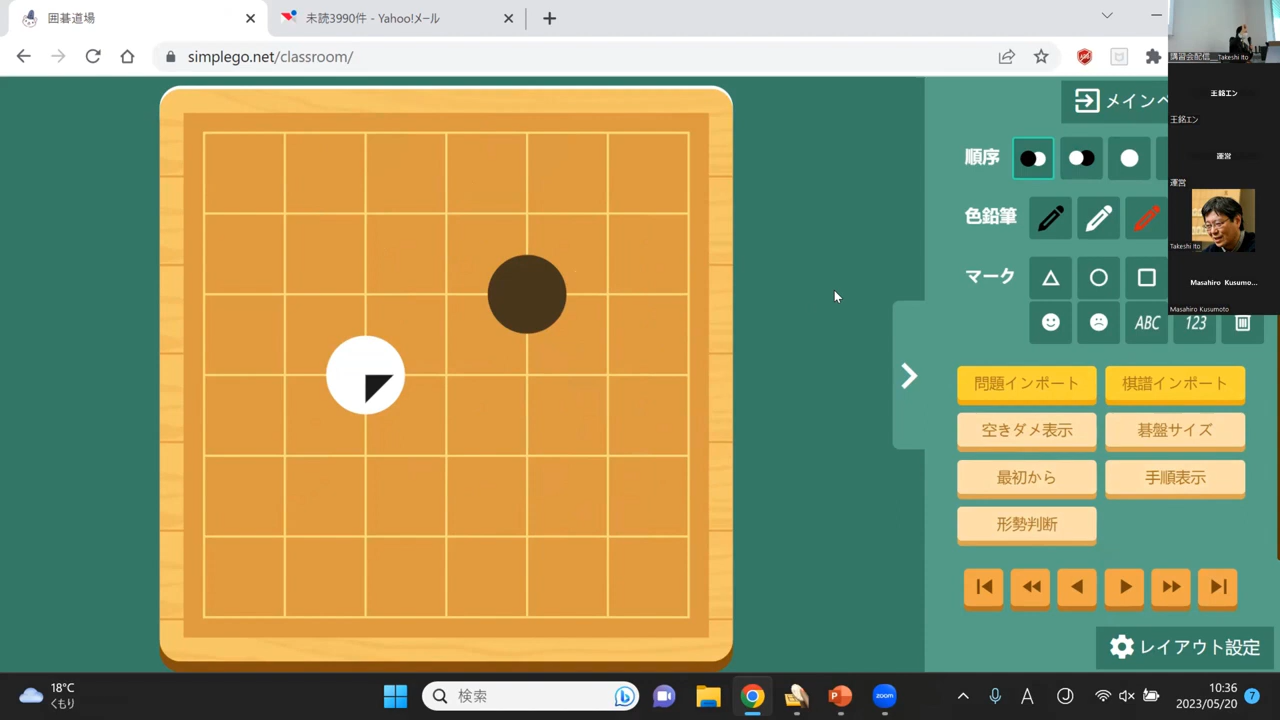 囲碁道場
未読3990件 - Yahoo!メール
simplego.net/classroom/
講習会配信__Takeshi Ito
王銘エン
王銘エン
運営
運営
Takeshi Ito
Masahiro Kusumo...
Masahiro Kusumoto
メインペ
順序
色鉛筆
マーク
ABC
123
問題インポート
棋譜インポート
空きダメ表示
碁盤サイズ
最初から
手順表示
形勢判断
レイアウト設定
18°C
くもり
検索
zoom
A
10:36
2023/05/20
7